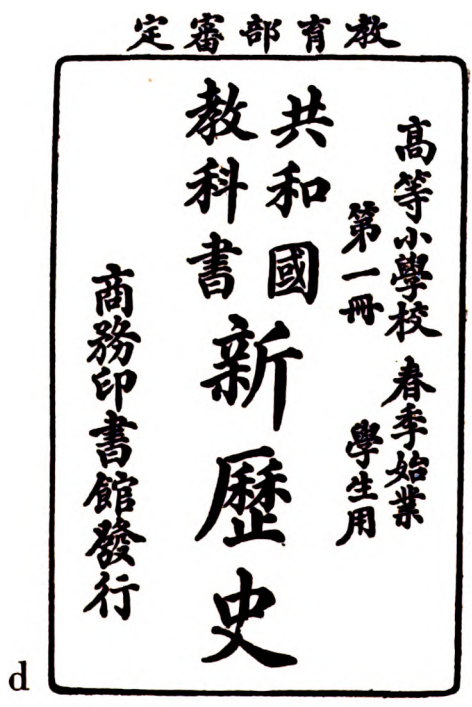 教育部審定
高等小學校 春季始業
第一冊 學生用
共和國
教科書
新歷史
商務印書館發行
d